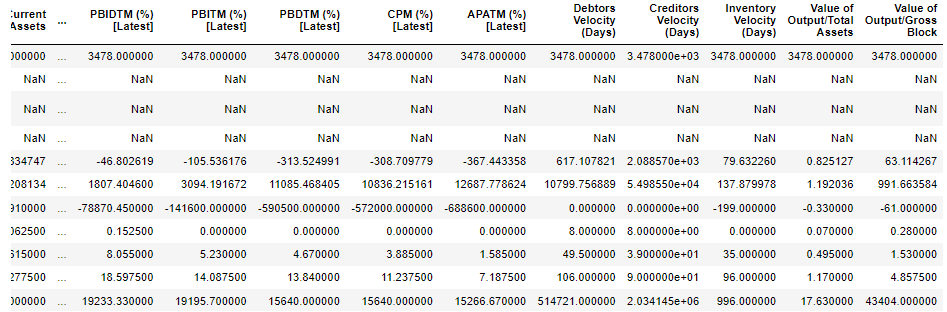 Debtors Creditors Inventory Value of Value of
Current ... PBIDTM (%) PBITM (%) PBDTM (%) CPM (%) APATM (%) Velocity Velocity Velocity Output/Total Output/Gross
Assets [Latest] [Latest] [Latest] [Latest] [Latest] (Days) (Days) (Days) Assets Block
000000 ... 3478.000000 3478.000000 3478.000000 3478.000000 3478.000000 3478.000000 3.478000e+03 3478.000000 3478.000000 3478.000000
NaN ... NaN NaN NaN NaN NaN NaN NaN NaN NaN NaN
NaN ... NaN NaN NaN NaN NaN NaN NaN NaN NaN NaN
NaN ... NaN NaN NaN NaN NaN NaN NaN NaN NaN NaN
334747 ... -46.802619 -105.536176 -313.524991 -308.709779 -367.443358 617.107821 2.088570e+03 79.632260 0.825127 63.114267
208134 ... 1807.404600 3094.191672 11085.468405 10836.215161 12687.778624 10799.756889 5.498550e+04 137.879978 1.192036 991.663584
910000 ... -78870.450000 -141600.000000 -590500.000000 -572000.000000 -688600.000000 0.000000 0.000000e+00 -199.000000 -0.330000 -61.000000
062500 ... 0.152500 0.000000 0.000000 0.000000 0.000000 8.000000 8.000000e+00 0.000000 0.070000 0.280000
615000 ... 8.055000 5.230000 4.670000 3.885000 1.585000 49.500000 3.900000e+01 35.000000 0.495000 1.530000
277500 ... 18.597500 14.087500 13.840000 11.237500 7.187500 106.000000 9.000000e+01 96.000000 1.170000 4.857500
000000 ... 19233.330000 19195.700000 15640.000000 15640.000000 15266.670000 514721.000000 2.034145e+06 996.000000 17.630000 43404.000000